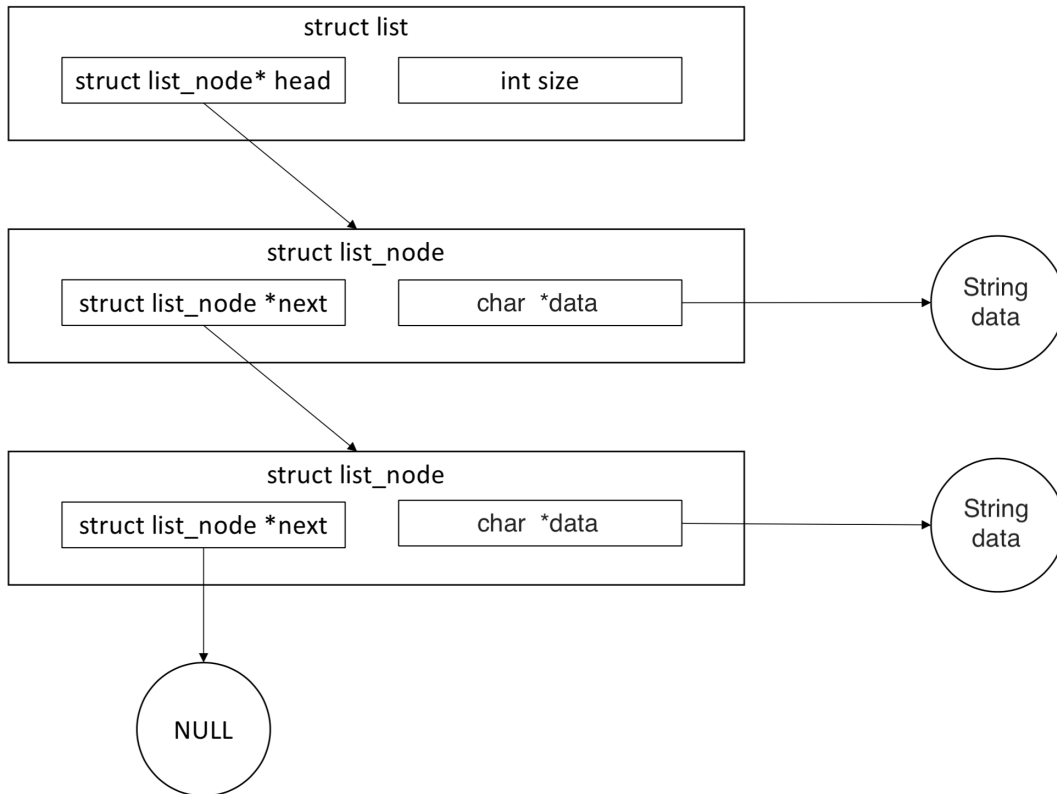 struct list
struct list_node* head
int size
struct list_node
struct list_node *next
char *data
String
data
struct list_node
struct list_node *next
char *data
String
data
NULL